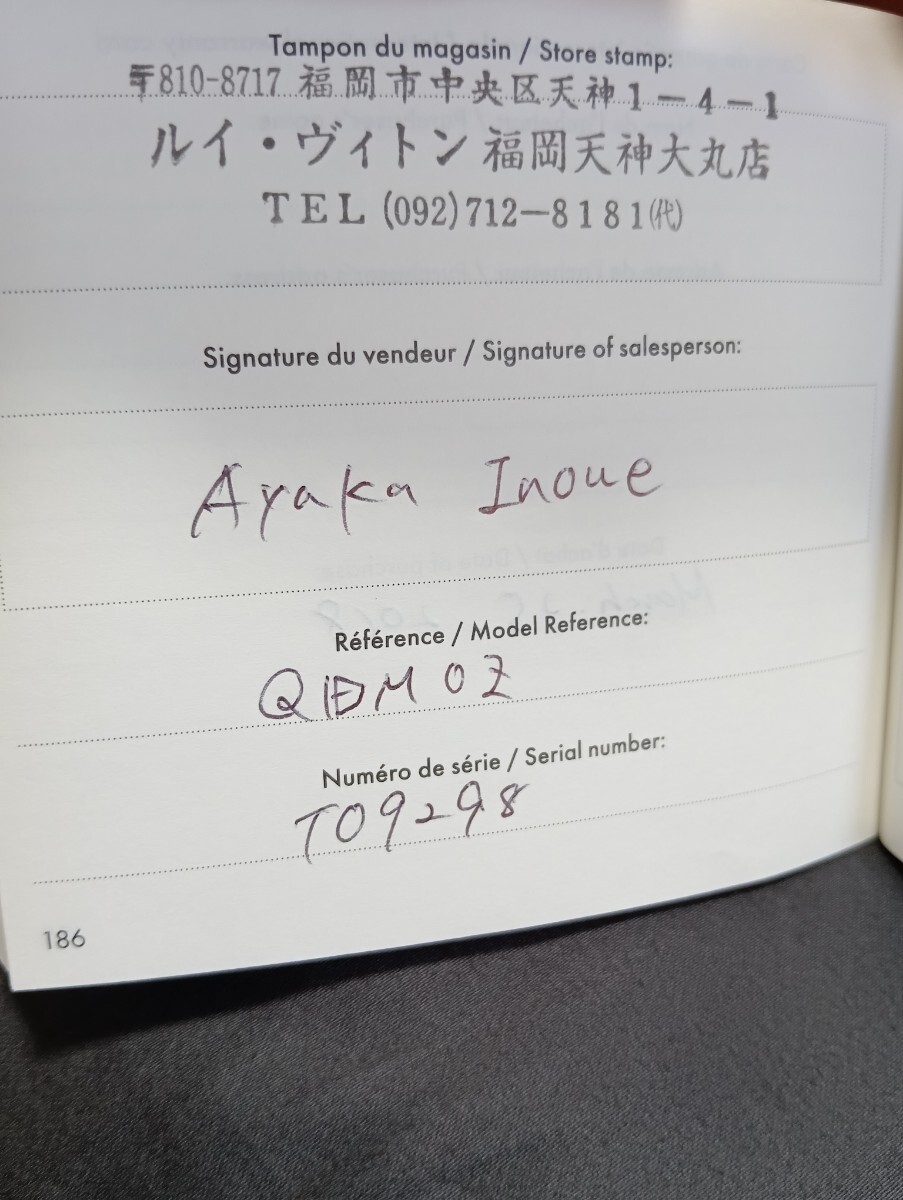 Tampon du magasin / Store stamp:
〒810-8717 福岡市中央区天神1-4-1
ルイ・ヴィトン 福岡天神大丸店
TEL (092)712-8181(代)
Signature du vendeur / Signature of salesperson:
Ayaka Inoue
Référence / Model Reference:
Numéro de série / Serial number:
T09298
186